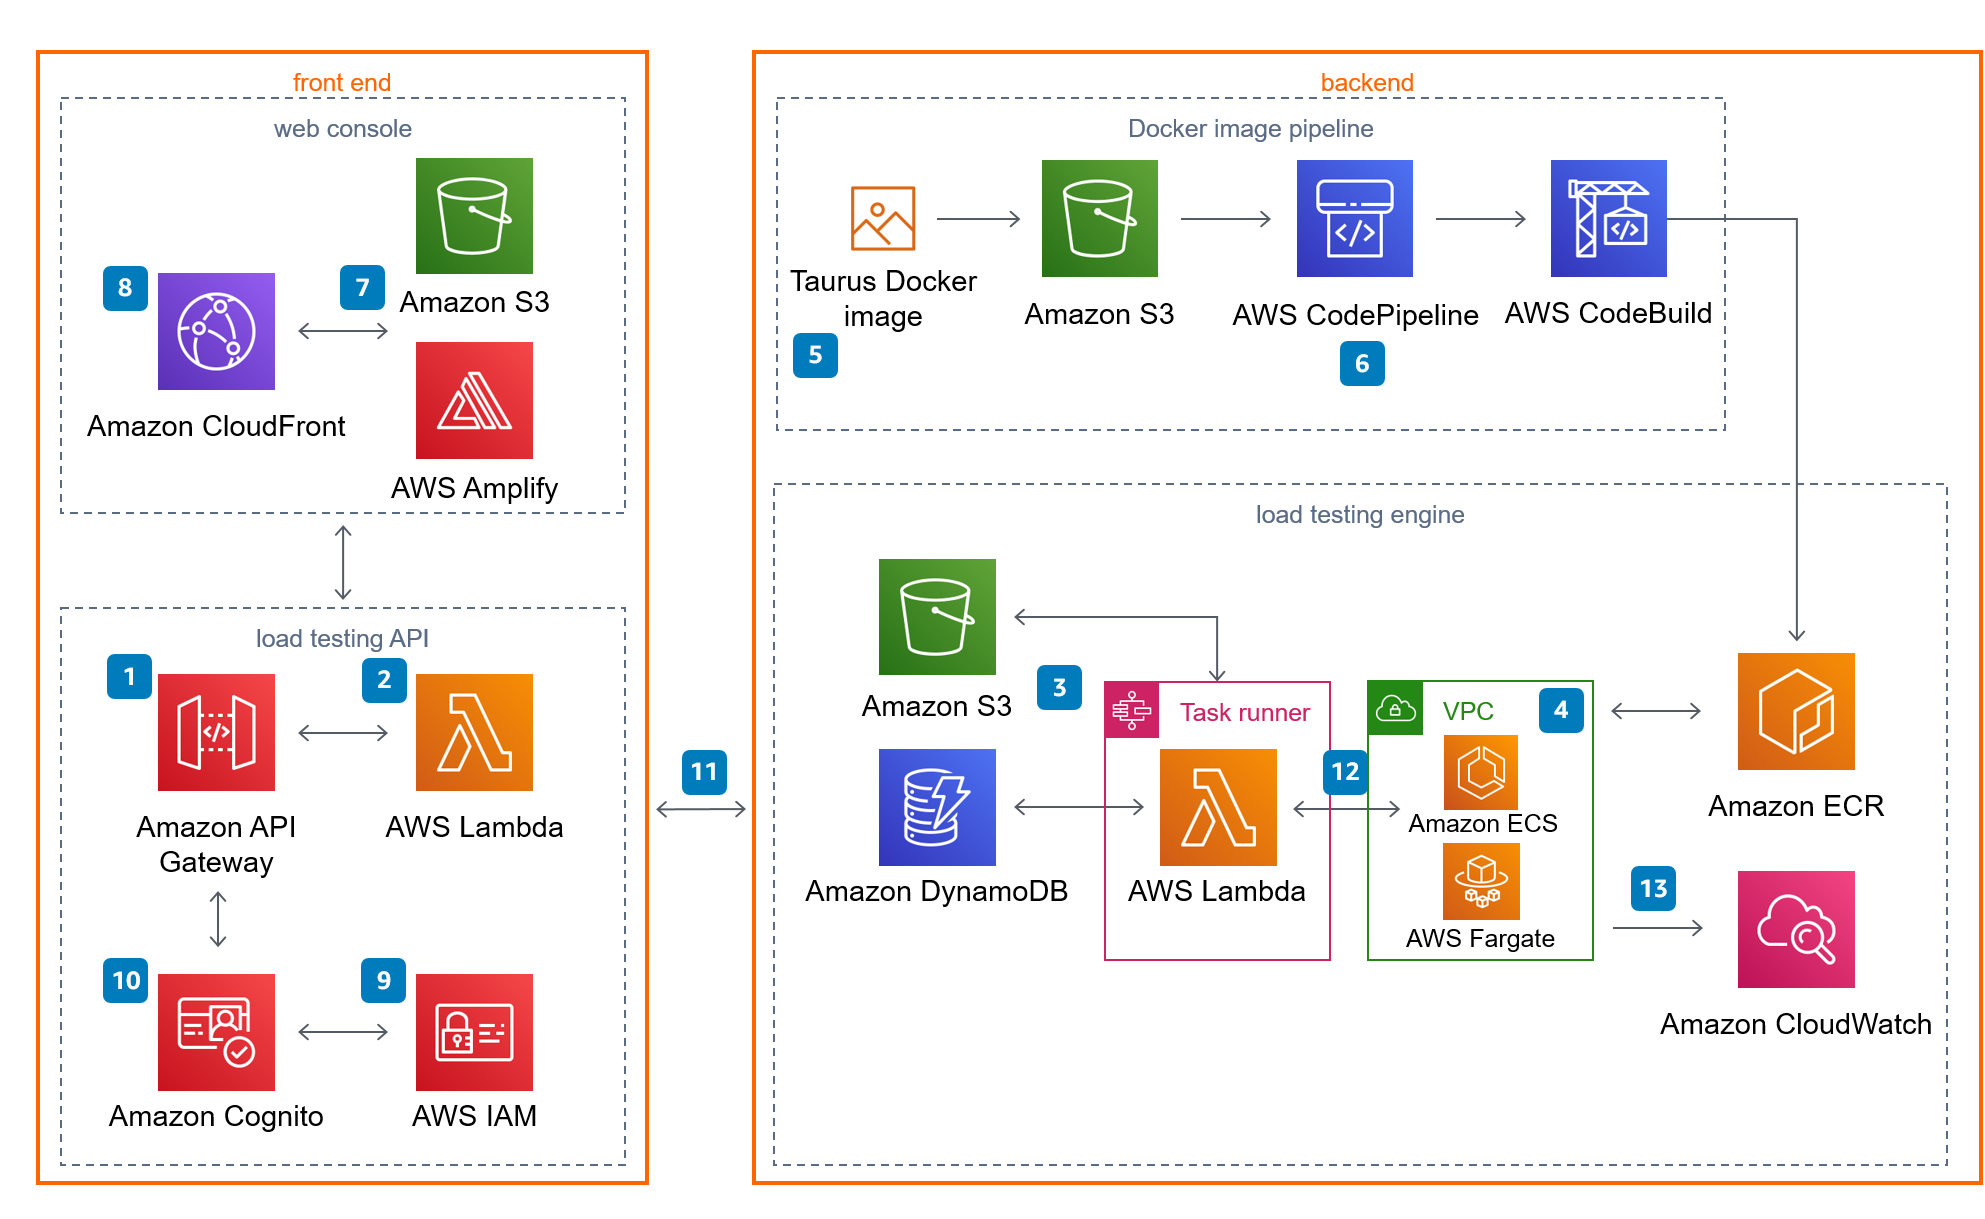 front end
web console
8
7
Amazon S3
Amazon CloudFront
AWS Amplify
load testing API
1
2
Amazon API
Gateway
AWS Lambda
10
9
Amazon Cognito
AWS IAM
11
backend
Docker image pipeline
Taurus Docker
image
5
Amazon S3
AWS CodePipeline
6
AWS CodeBuild
load testing engine
Amazon S3
3
Task runner
VPC
4
12
Amazon ECS
Amazon ECR
Amazon DynamoDB
AWS Lambda
AWS Fargate
13
Amazon CloudWatch